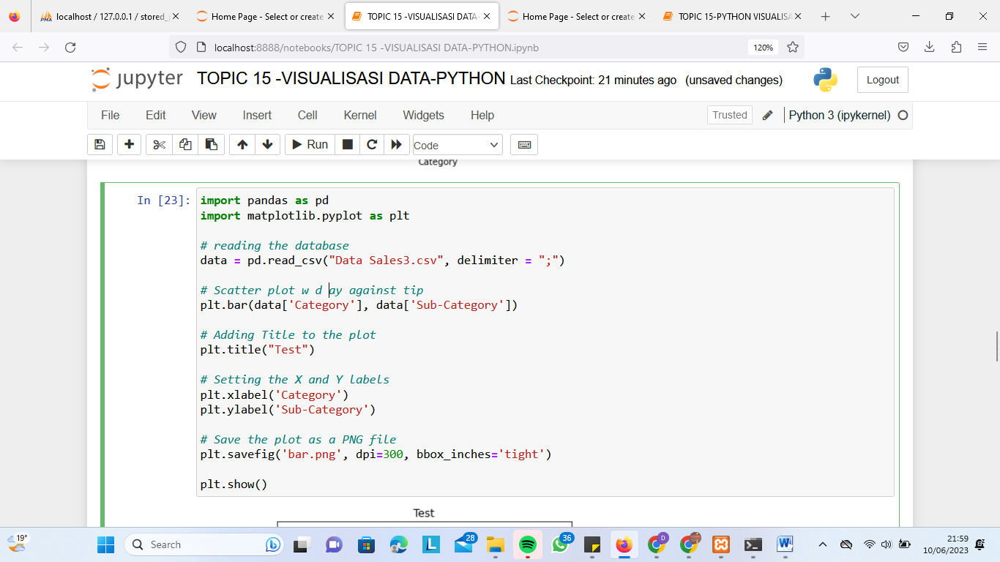 localhost / 127.0.0.1 / stored_
Home Page - Select or create
TOPIC 15 -VISUALISASI DATA-
Home Page - Select or create
TOPIC 15-PYTHON VISUALISA
localhost:8888/notebooks/TOPIC 15 -VISUALISASI DATA-PYTHON.ipynb
120%
jupyter TOPIC 15 -VISUALISASI DATA-PYTHON Last Checkpoint: 21 minutes ago (unsaved changes)
Logout
File Edit View Insert Cell Kernel Widgets Help
Trusted
Python 3 (ipykernel)
Run
Code
Category
In [23]:
import pandas as pd
import matplotlib.pyplot as plt
# reading the database
data = pd.read_csv("Data Sales3.csv", delimiter = ";")
# Scatter plot w d ay against tip
plt.bar(data['Category'], data['Sub-Category'])
# Adding Title to the plot
plt.title("Test")
# Setting the X and Y labels
plt.xlabel('Category')
plt.ylabel('Sub-Category')
# Save the plot as a PNG file
plt.savefig('bar.png', dpi=300, bbox_inches='tight')
plt.show()
Test
19°
Search
28
36
D
21:59
10/06/2023